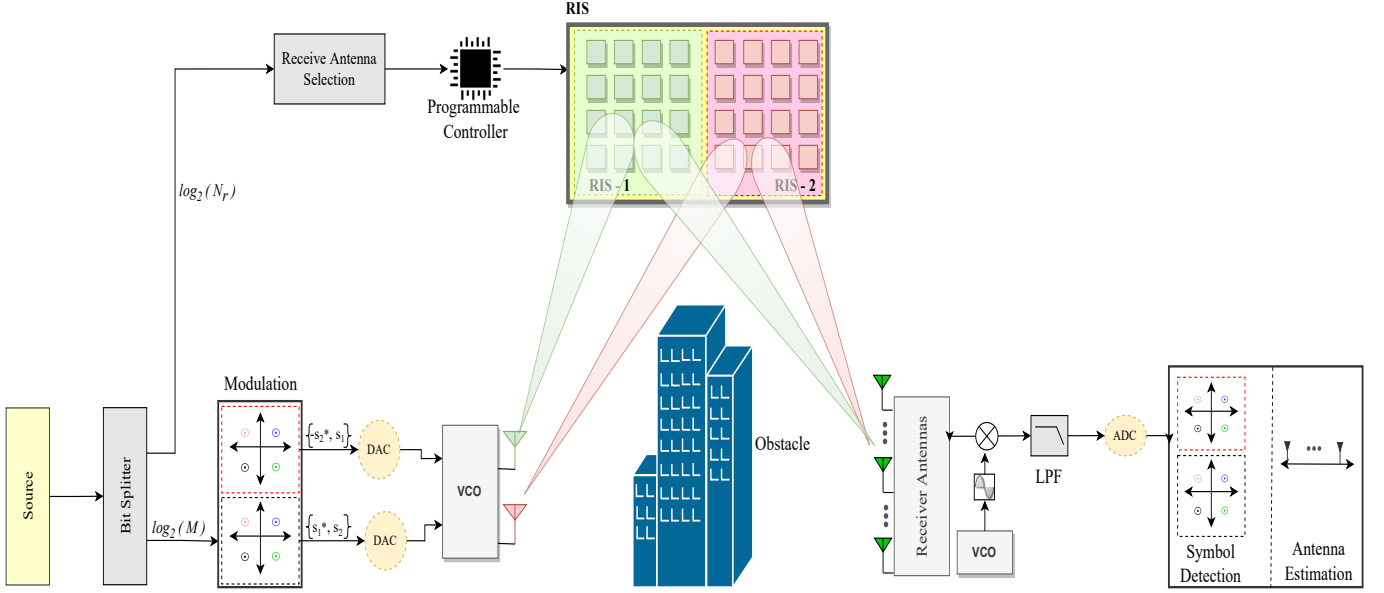 RIS
Receive Antenna
Selection
Programmable
Controller
RIS - 1
RIS - 2
log2(Nr)
Modulation
{-s2*, s1}
DAC
Source
Bit Splitter
log2(M)
{s1*, s2}
DAC
VCO
Obstacle
Receiver Antennas
LPF
VCO
ADC
Symbol
Detection
Antenna
Estimation